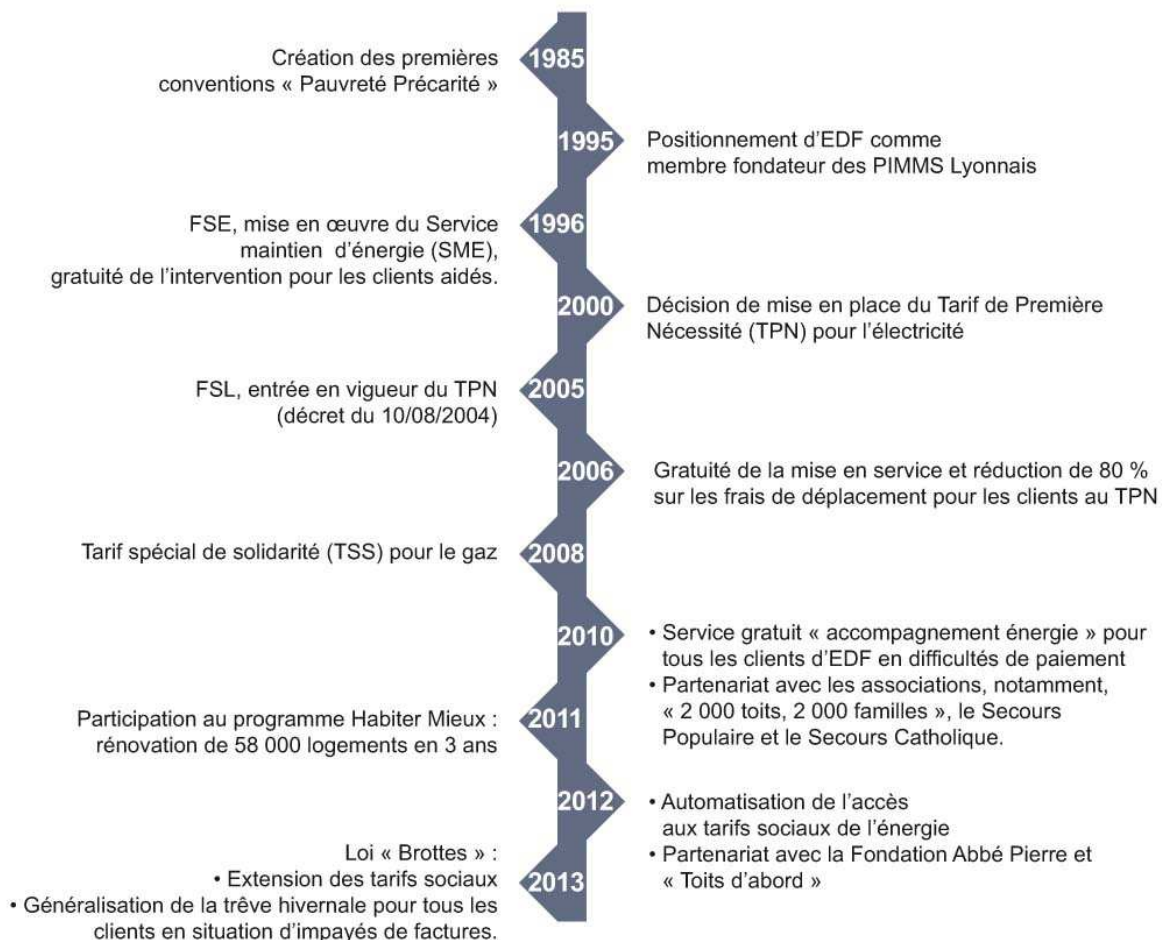 1985
Création des premières
conventions « Pauvreté Précarité »
1995
Positionnement d'EDF comme
membre fondateur des PIMMS Lyonnais
1996
FSE, mise en œuvre du Service
maintien d'énergie (SME),
gratuité de l'intervention pour les clients aidés.
2000
Décision de mise en place du Tarif de Première
Nécessité (TPN) pour l'électricité
2005
FSL, entrée en vigueur du TPN
(décret du 10/08/2004)
2006
Gratuité de la mise en service et réduction de 80 %
sur les frais de déplacement pour les clients au TPN
2008
Tarif spécial de solidarité (TSS) pour le gaz
2010
• Service gratuit « accompagnement énergie » pour
tous les clients d'EDF en difficultés de paiement
• Partenariat avec les associations, notamment,
« 2 000 toits, 2 000 familles », le Secours
Populaire et le Secours Catholique.
2011
Participation au programme Habiter Mieux :
rénovation de 58 000 logements en 3 ans
2012
• Automatisation de l'accès
aux tarifs sociaux de l'énergie
• Partenariat avec la Fondation Abbé Pierre et
« Toits d'abord »
2013
Loi « Brottes » :
• Extension des tarifs sociaux
• Généralisation de la trêve hivernale pour tous les
clients en situation d'impayés de factures.